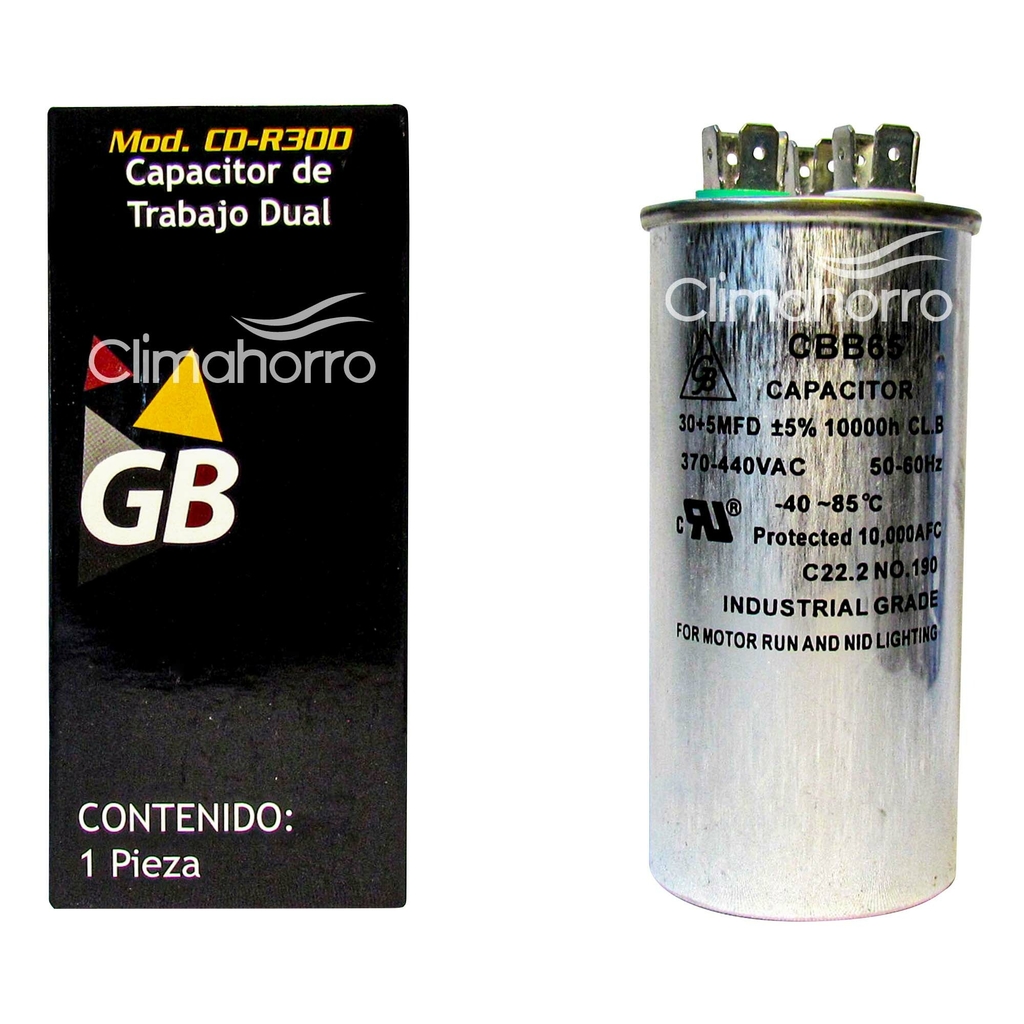 Mod. CD-R30D
Capacitor de
Trabajo Dual
Climahorro
GB
CONTENIDO:
1 Pieza
Climahorro
CBB65
GB
CAPACITOR
30+5MFD ±5% 10000h CL.B
370-440VAC 50-60Hz
-40 ~85℃
c RU ®
Protected 10,000AFC
C22.2 NO.190
INDUSTRIAL GRADE
FOR MOTOR RUN AND NID LIGHTING